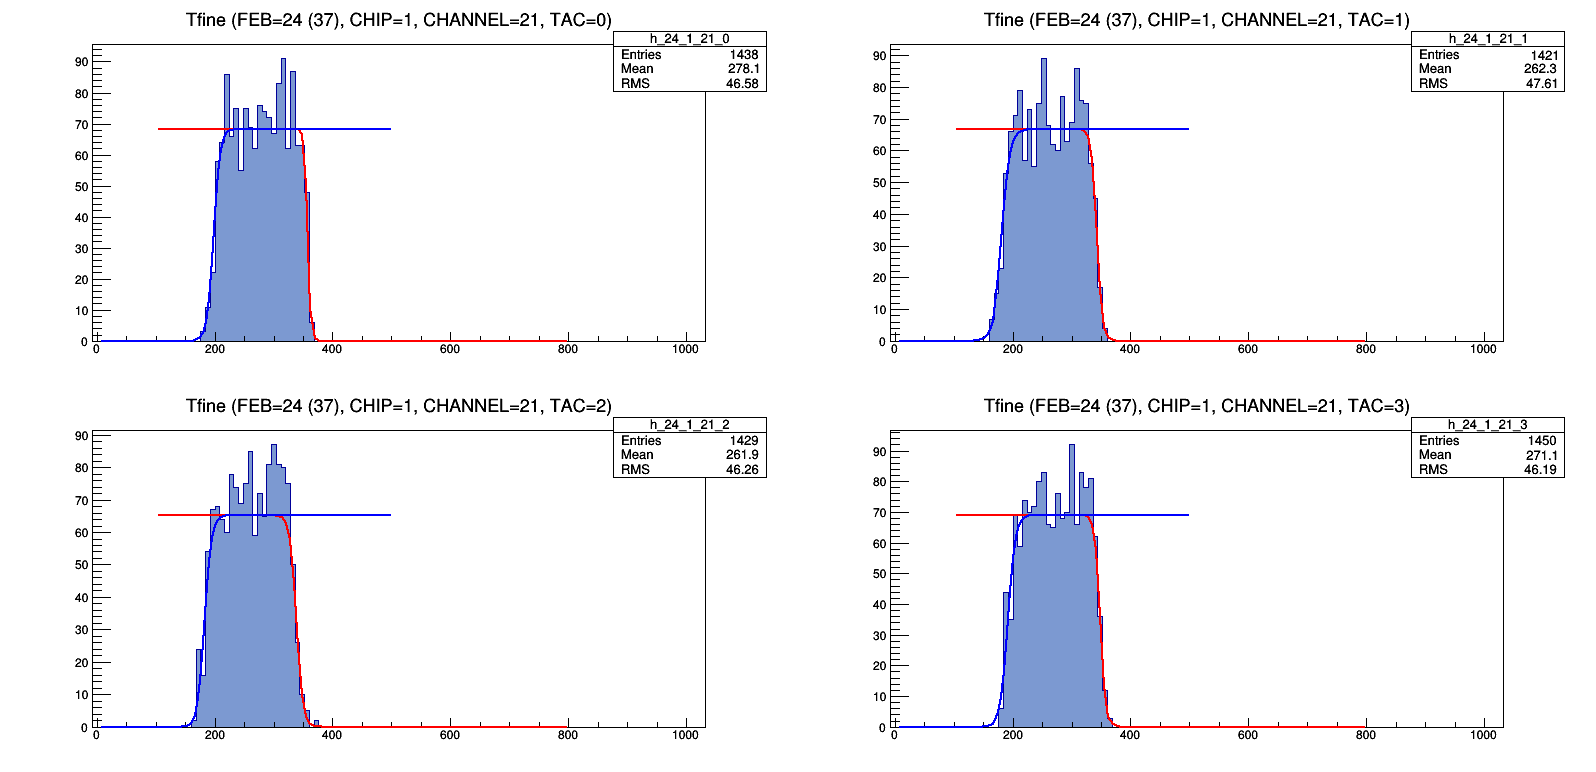 Tfine (FEB=24 (37), CHIP=1, CHANNEL=21, TAC=0)
h_24_1_21_0
Entries 1438
Mean 278.1
RMS 46.58
90
80
70
60
50
40
30
20
10
0
0 200 400 600 800 1000
Tfine (FEB=24 (37), CHIP=1, CHANNEL=21, TAC=1)
h_24_1_21_1
Entries 1421
Mean 262.3
RMS 47.61
90
80
70
60
50
40
30
20
10
0
0 200 400 600 800 1000
Tfine (FEB=24 (37), CHIP=1, CHANNEL=21, TAC=2)
h_24_1_21_2
Entries 1429
Mean 261.9
RMS 46.26
90
80
70
60
50
40
30
20
10
0
0 200 400 600 800 1000
Tfine (FEB=24 (37), CHIP=1, CHANNEL=21, TAC=3)
h_24_1_21_3
Entries 1450
Mean 271.1
RMS 46.19
90
80
70
60
50
40
30
20
10
0
0 200 400 600 800 1000